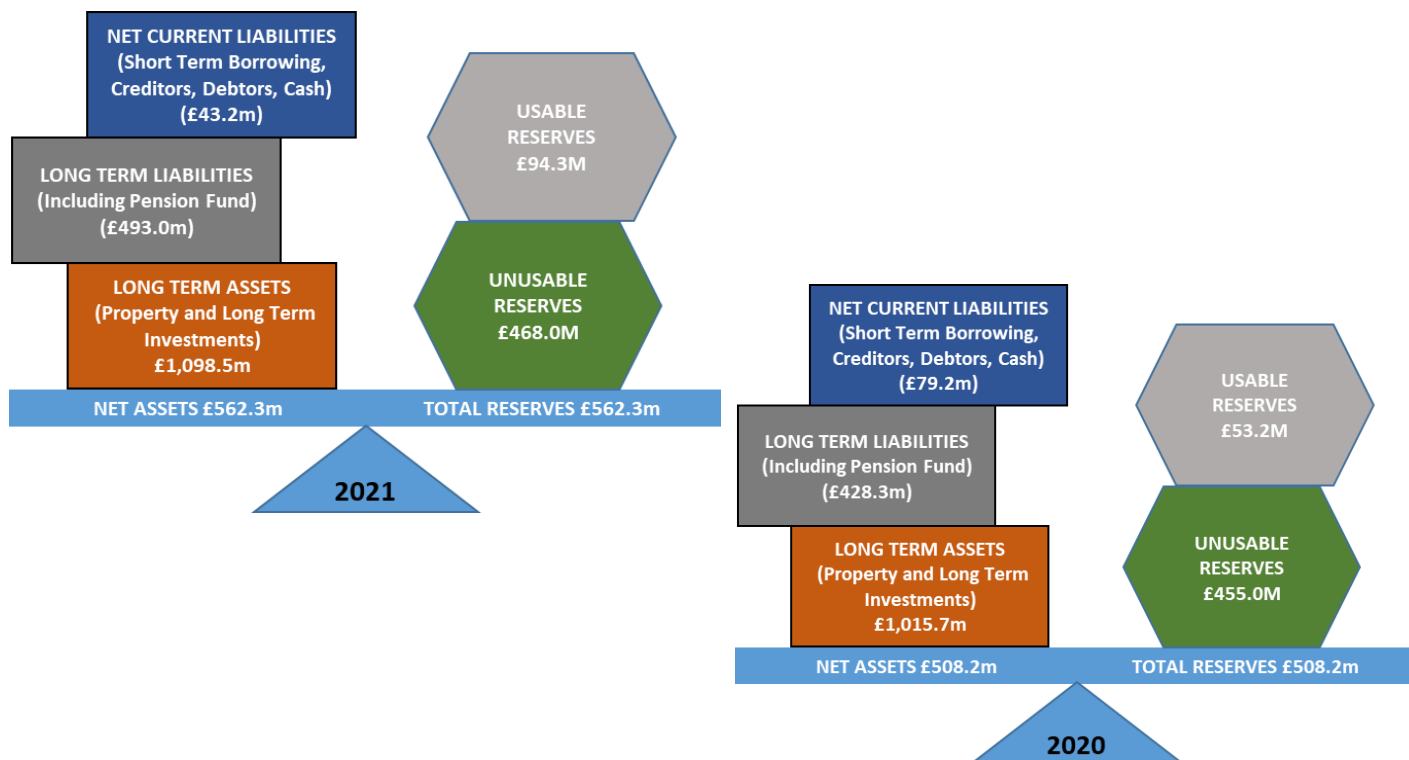 NET CURRENT LIABILITIES
(Short Term Borrowing,
Creditors, Debtors, Cash)
(£43.2m)
LONG TERM LIABILITIES
(Including Pension Fund)
(£493.0m)
LONG TERM ASSETS
(Property and Long Term
Investments)
£1,098.5m
USABLE
RESERVES
£94.3M
UNUSABLE
RESERVES
£468.0M
NET ASSETS £562.3m
TOTAL RESERVES £562.3m
2021
NET CURRENT LIABILITIES
(Short Term Borrowing,
Creditors, Debtors, Cash)
(£79.2m)
LONG TERM LIABILITIES
(Including Pension Fund)
(£428.3m)
LONG TERM ASSETS
(Property and Long Term
Investments)
£1,015.7m
USABLE
RESERVES
£53.2M
UNUSABLE
RESERVES
£455.0M
NET ASSETS £508.2m
TOTAL RESERVES £508.2m
2020